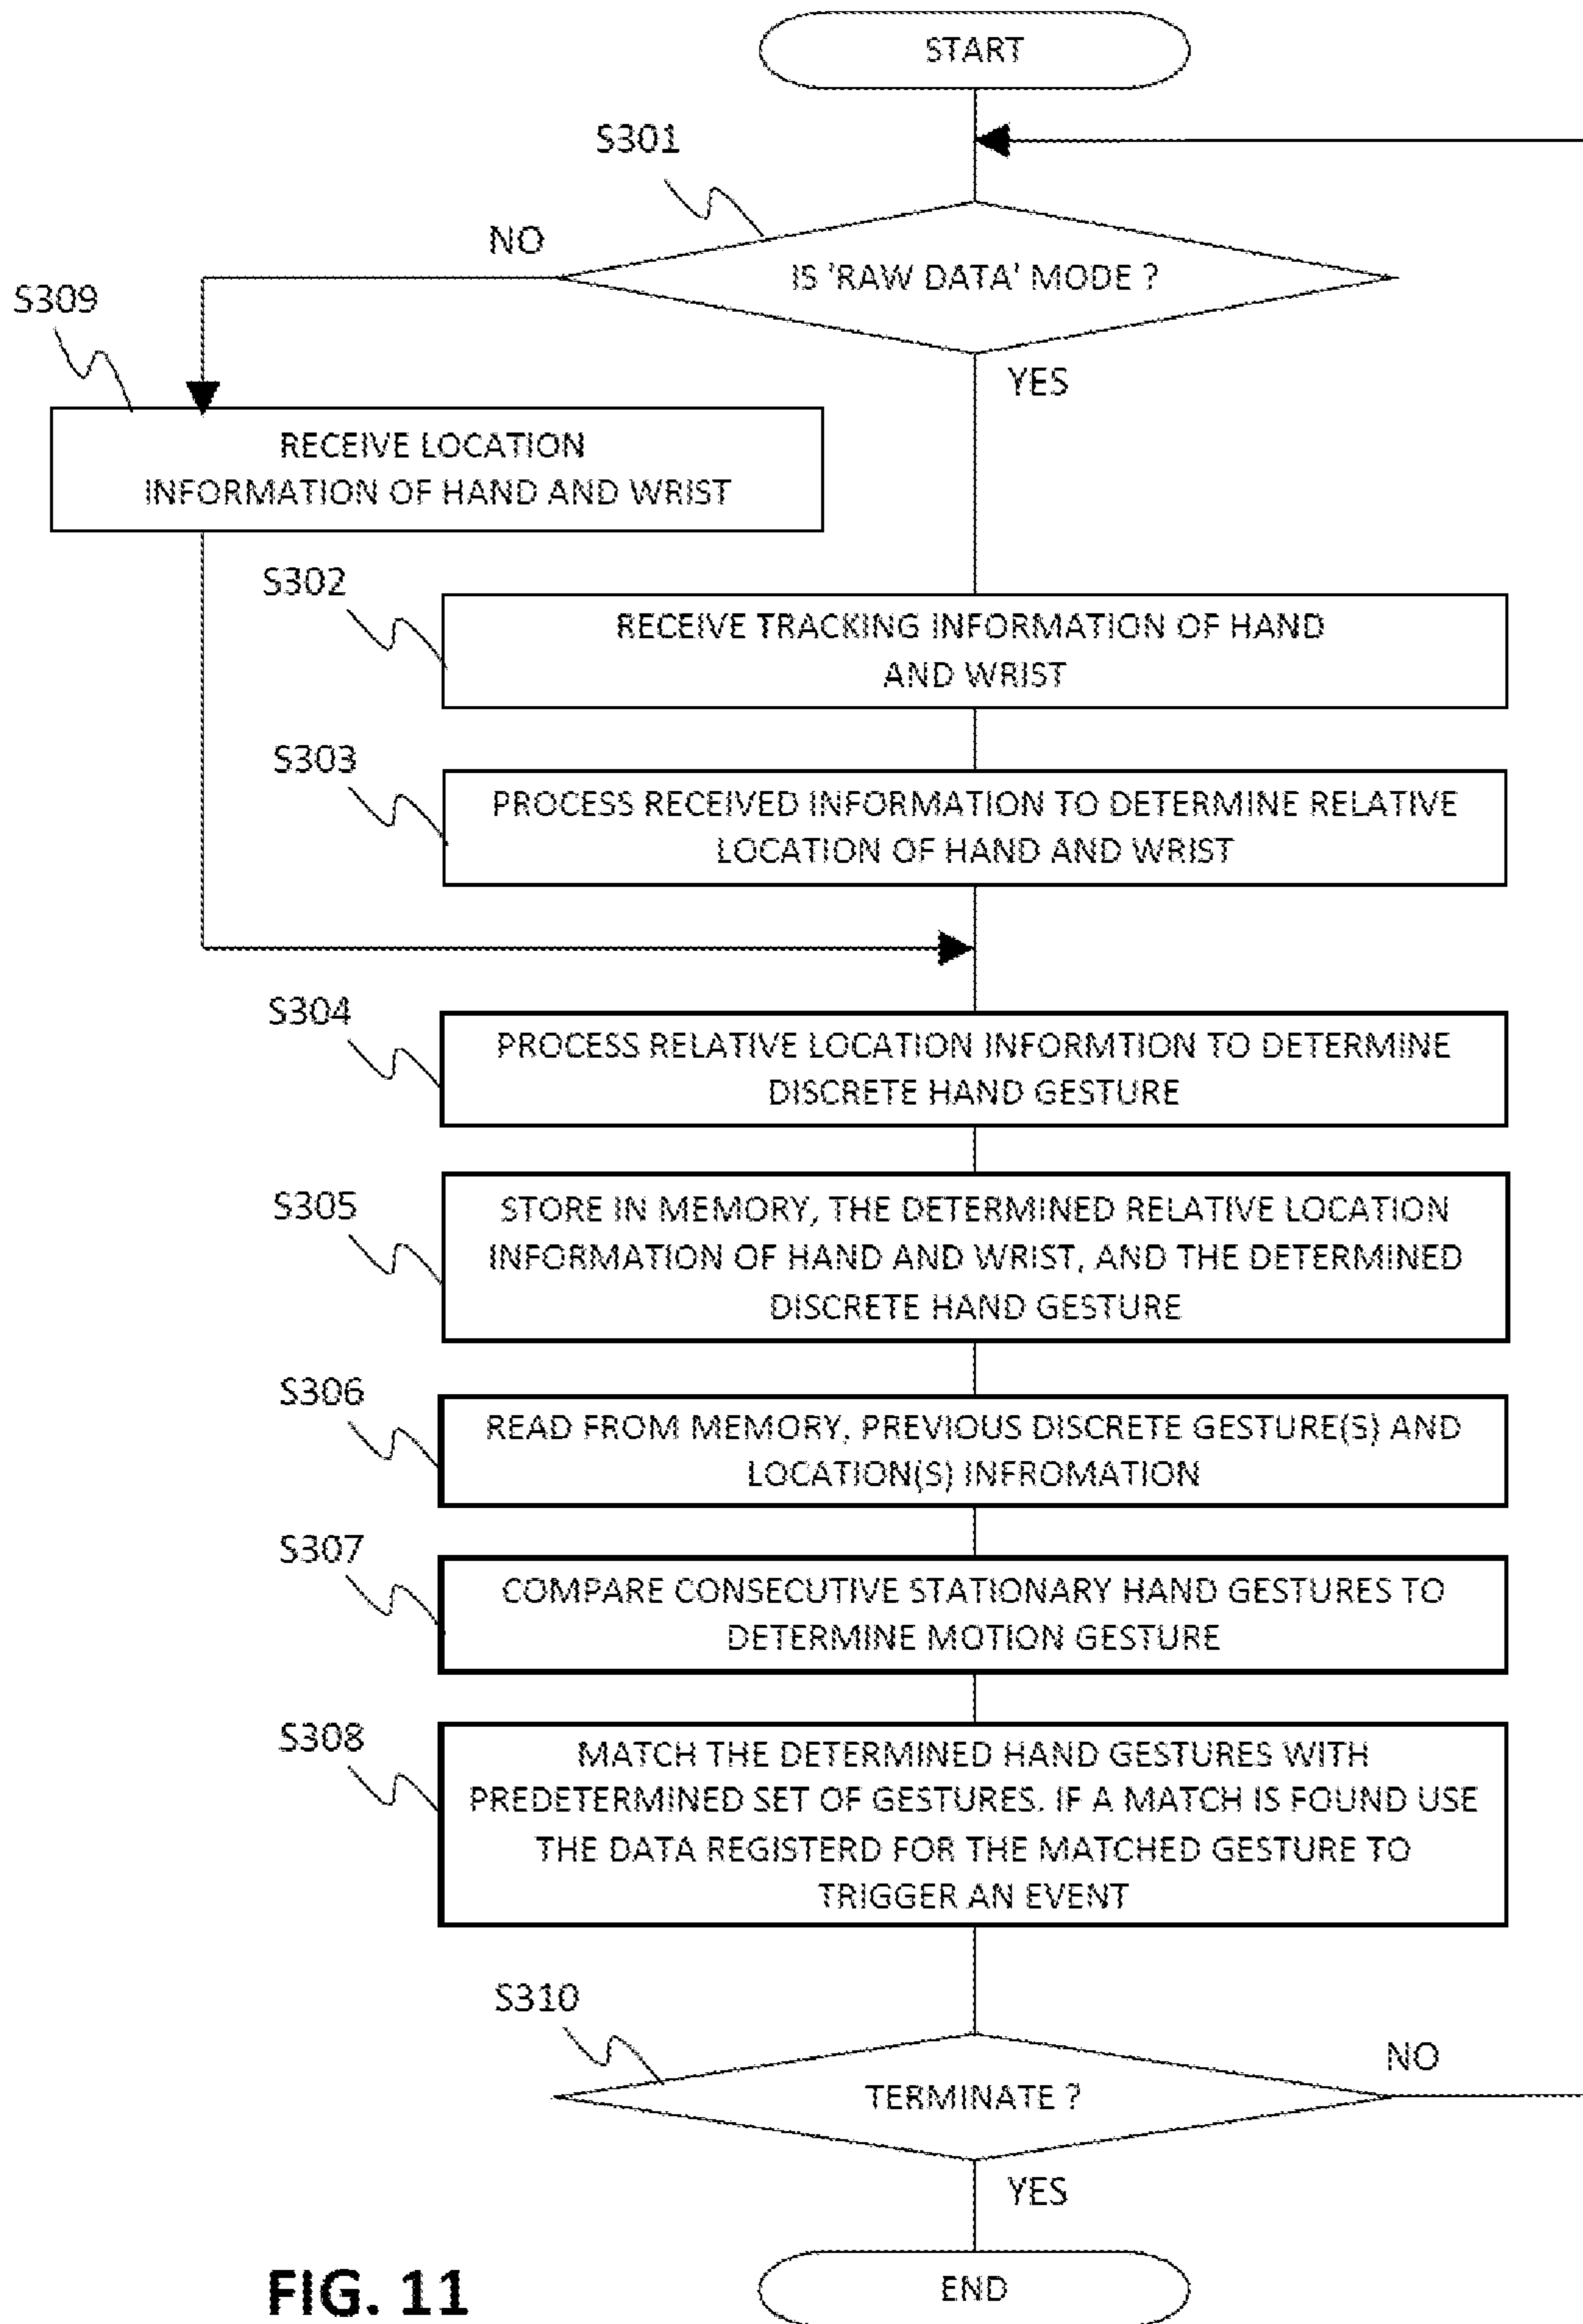 START
S301
NO
IS 'RAW DATA' MODE ?
S309
YES
RECEIVE LOCATION
INFORMATION OF HAND AND WRIST
S302
RECEIVE TRACKING INFORMATION OF HAND
AND WRIST
S303
PROCESS RECEIVED INFORMATION TO DETERMINE RELATIVE
LOCATION OF HAND AND WRIST
S304
PROCESS RELATIVE LOCATION INFORMTION TO DETERMINE
DISCRETE HAND GESTURE
S305
STORE IN MEMORY, THE DETERMINED RELATIVE LOCATION
INFORMATION OF HAND AND WRIST, AND THE DETERMINED
DISCRETE HAND GESTURE
S306
READ FROM MEMORY, PREVIOUS DISCRETE GESTURE(S) AND
LOCATION(S) INFROMATION
S307
COMPARE CONSECUTIVE STATIONARY HAND GESTURES TO
DETERMINE MOTION GESTURE
S308
MATCH THE DETERMINED HAND GESTURES WITH
PREDETERMINED SET OF GESTURES. IF A MATCH IS FOUND USE
THE DATA REGISTERD FOR THE MATCHED GESTURE TO
TRIGGER AN EVENT
S310
NO
TERMINATE ?
YES
END
FIG. 11